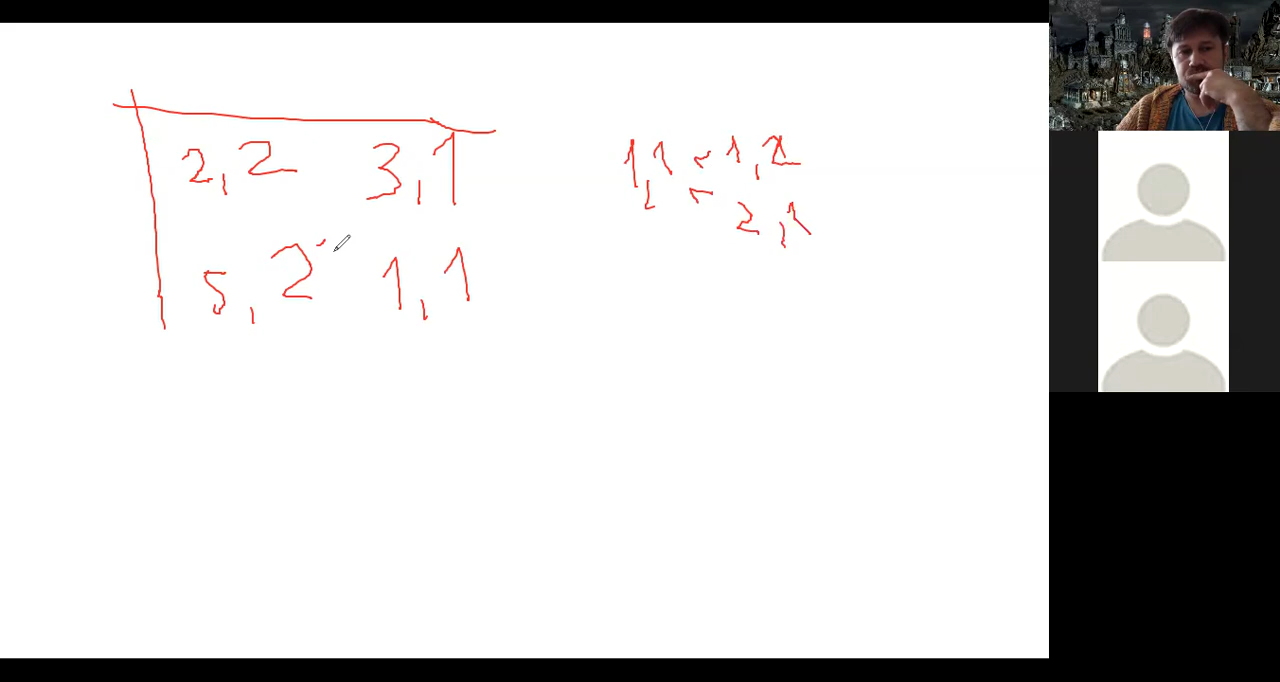 2, 2 3, 1
5, 2 1, 1
1, 1 < 1, 2
< 2, 1